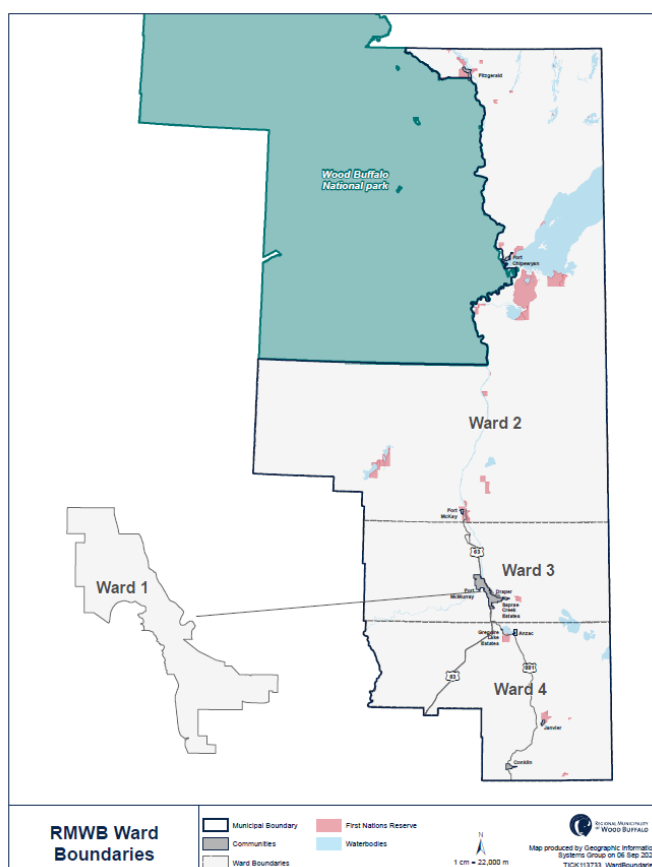 Fitzgerald
Wood Buffalo
National park
Fort
Chipewyan
Ward 2
Fort
McKay
63
Ward 1
Ward 3
Fort
McMurray
Draper
Saprae
Creek
Estates
Gregoire
Lake
Estates
Anzac
881
63
Ward 4
Janvier
Conklin
RMWB Ward
Boundaries
Municipal Boundary
First Nations Reserve
Communities
Waterbodies
Ward Boundaries
N
1 cm = 22,000 m
REGIONAL MUNICIPALITY
OF WOOD BUFFALO
Map produced by Geographic Informatio
Systems Group on 06 Sep 202
TICK113733_WardBoundarie